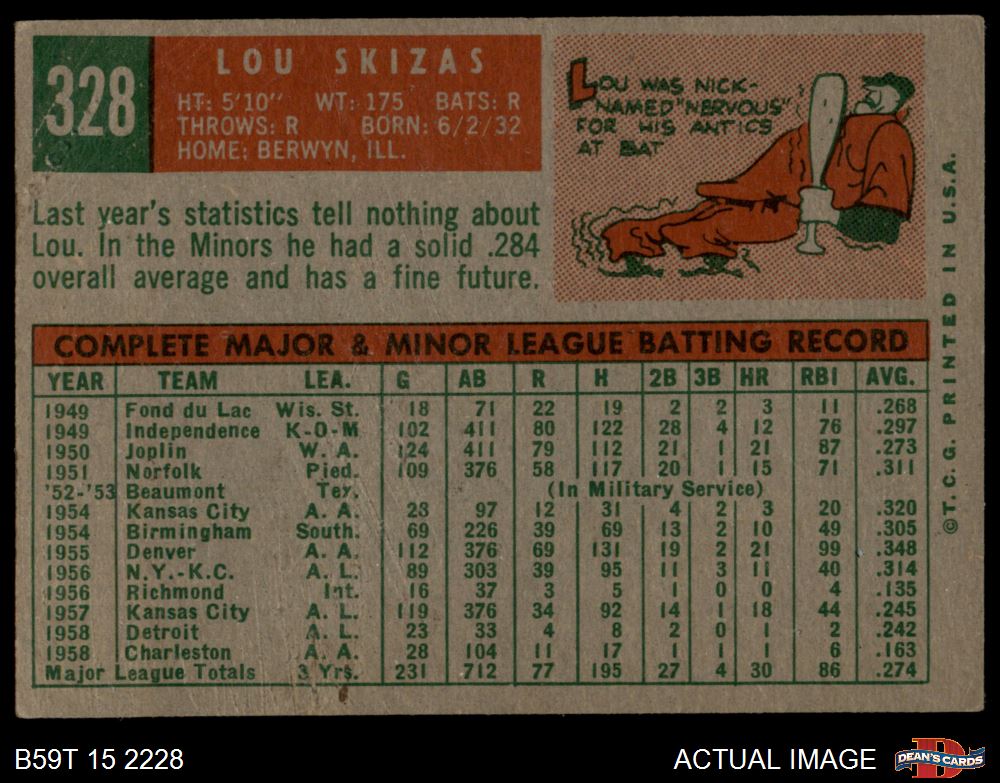 328
LOU SKIZAS
HT: 5'10" WT: 175 BATS: R
THROWS: R BORN: 6/2/32
HOME: BERWYN, ILL.
LOU WAS NICK-
NAMED "NERVOUS"
FOR HIS ANTICS
AT BAT
Last year's statistics tell nothing about
Lou. In the Minors he had a solid .284
overall average and has a fine future.
COMPLETE MAJOR & MINOR LEAGUE BATTING RECORD
YEAR TEAM LEA. G AB R H 2B 3B HR RBI AVG.
1949 Fond du Lac Wis. St. 18 71 22 19 2 2 3 11 .268
1949 Independence K-O-M 102 411 80 122 28 4 12 76 .297
1950 Joplin W. A. 124 411 79 112 21 1 21 87 .273
1951 Norfolk Pied. 109 376 58 117 20 1 15 71 .311
'52-'53 Beaumont Tex. (In Military Service)
1954 Kansas City A. A. 23 97 12 31 4 2 3 20 .320
1954 Birmingham South. 69 226 39 69 13 2 10 49 .305
1955 Denver A. A. 112 376 69 131 19 2 21 99 .348
1956 N.Y.-K.C. A. L. 89 303 39 95 11 3 11 40 .314
1956 Richmond Int. 16 37 3 5 1 0 0 4 .135
1957 Kansas City A. L. 119 376 34 92 14 1 18 44 .245
1958 Detroit A. L. 23 33 4 8 2 0 1 2 .242
1958 Charleston A. A. 28 104 11 17 1 1 1 6 .163
Major League Totals 3 Yrs. 231 712 77 195 27 4 30 86 .274
©T.C.G. PRINTED IN U.S.A.
B59T 15 2228
ACTUAL IMAGE
D
DEAN'S CARDS